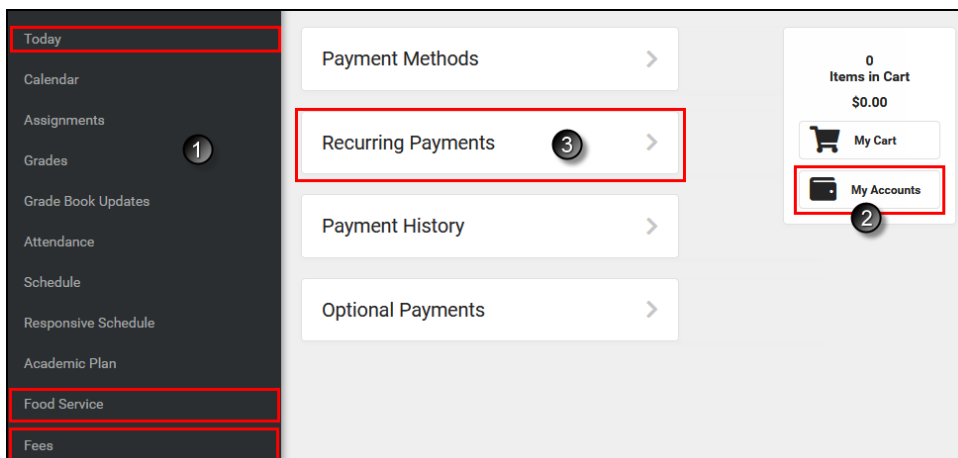 Today
Calendar
Assignments
1
Grades
Grade Book Updates
Attendance
Schedule
Responsive Schedule
Academic Plan
Food Service
Fees
Payment Methods
Recurring Payments 3
Payment History
Optional Payments
0
Items in Cart
$0.00
My Cart
My Accounts
2